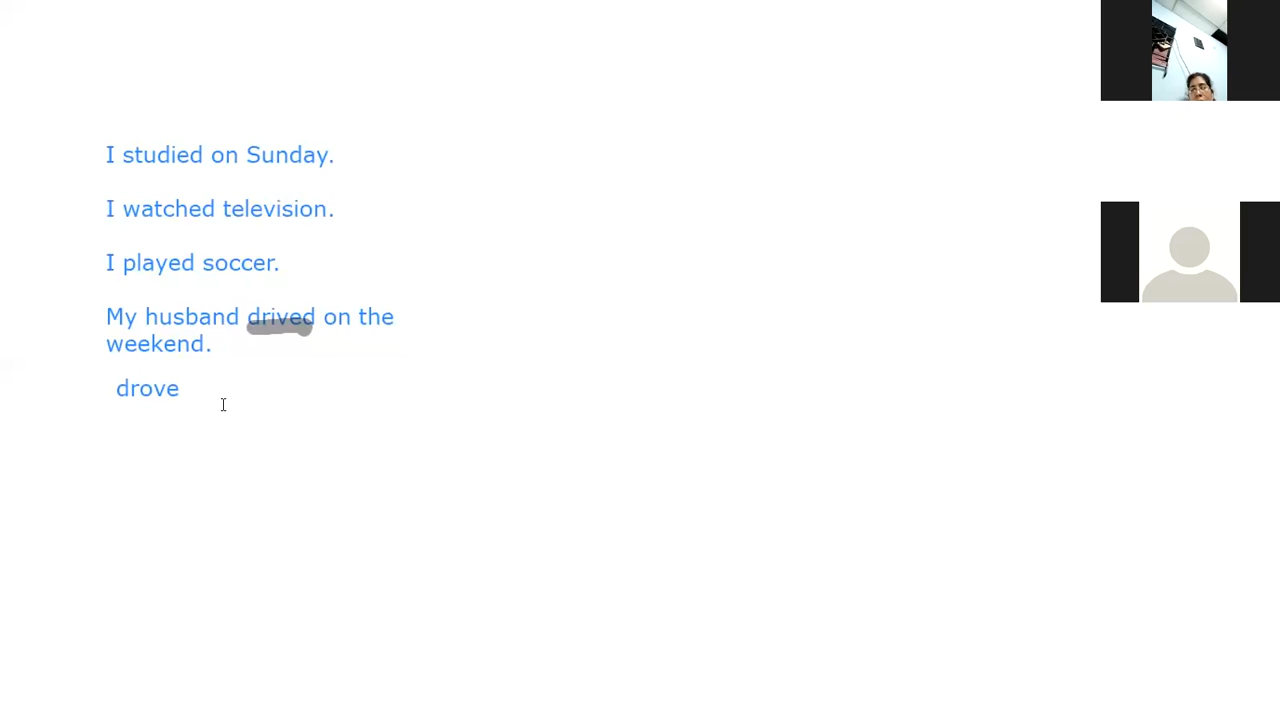 I studied on Sunday.
I watched television.
I played soccer.
My husband drived on the
weekend.
drove